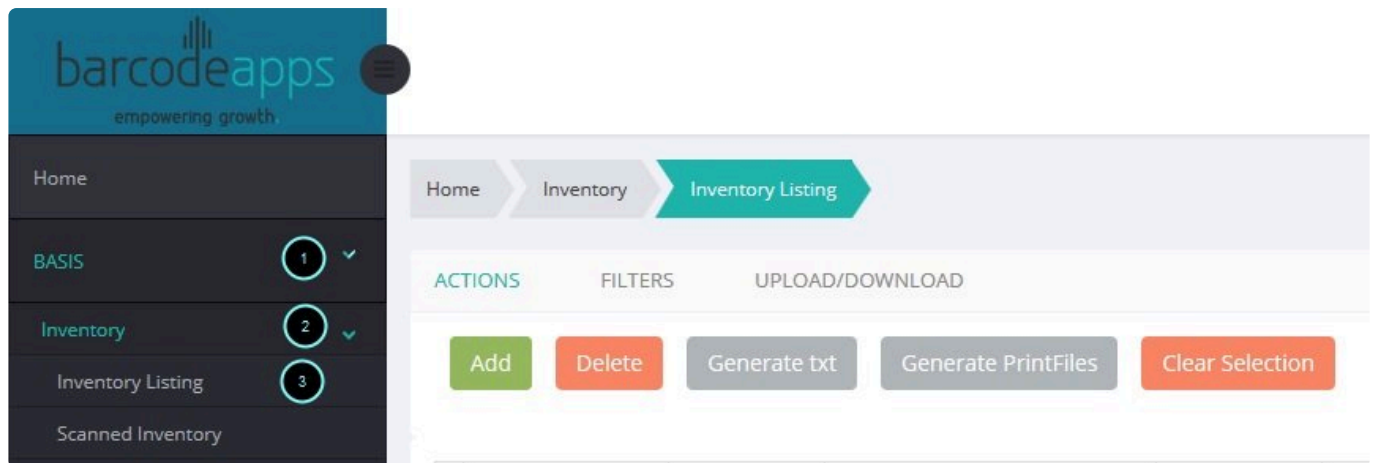 barcodeapps
empowering growth.
Home
BASIS 1
Inventory 2
Inventory Listing 3
Scanned Inventory
Home Inventory Inventory Listing
ACTIONS FILTERS UPLOAD/DOWNLOAD
Add Delete Generate txt Generate PrintFiles Clear Selection